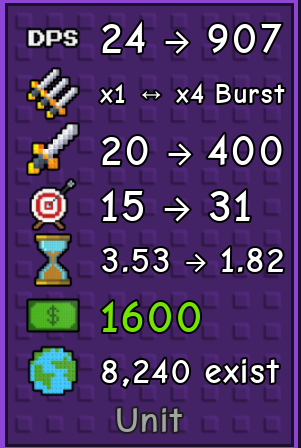 DPS 24 → 907
x1 ↔ x4 Burst
20 → 400
15 → 31
3.53 → 1.82
$ 1600
8,240 exist
Unit